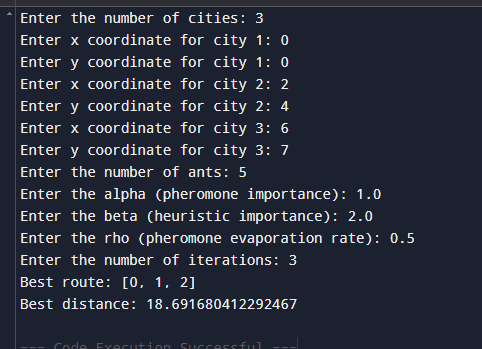 Enter the number of cities: 3
Enter x coordinate for city 1: 0
Enter y coordinate for city 1: 0
Enter x coordinate for city 2: 2
Enter y coordinate for city 2: 4
Enter x coordinate for city 3: 6
Enter y coordinate for city 3: 7
Enter the number of ants: 5
Enter the alpha (pheromone importance): 1.0
Enter the beta (heuristic importance): 2.0
Enter the rho (pheromone evaporation rate): 0.5
Enter the number of iterations: 3
Best route: [0, 1, 2]
Best distance: 18.691680412292467
=== Code Execution Successful ===